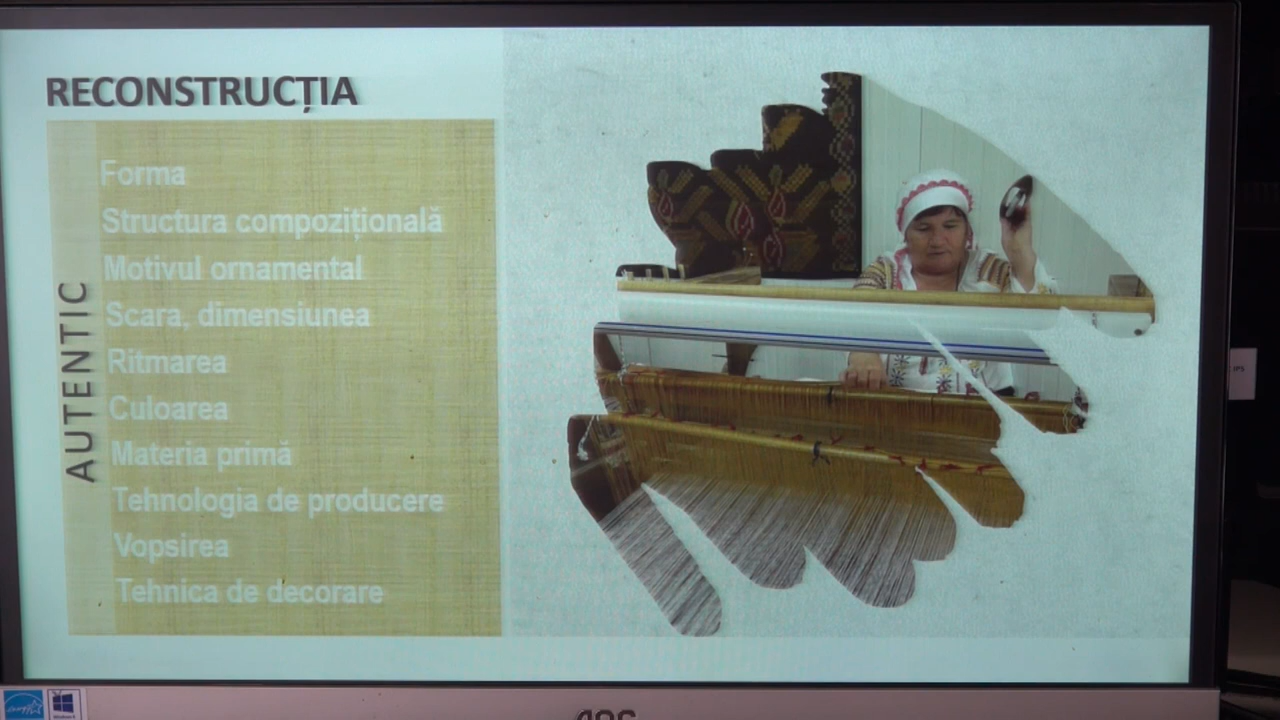 RECONSTRUCȚIA
AUTENTIC
Forma
Structura compozițională
Motivul ornamental
Scara, dimensiunea
Ritmarea
Culoarea
Materia primă
Tehnologia de producere
Vopsirea
Tehnica de decorare
AOC